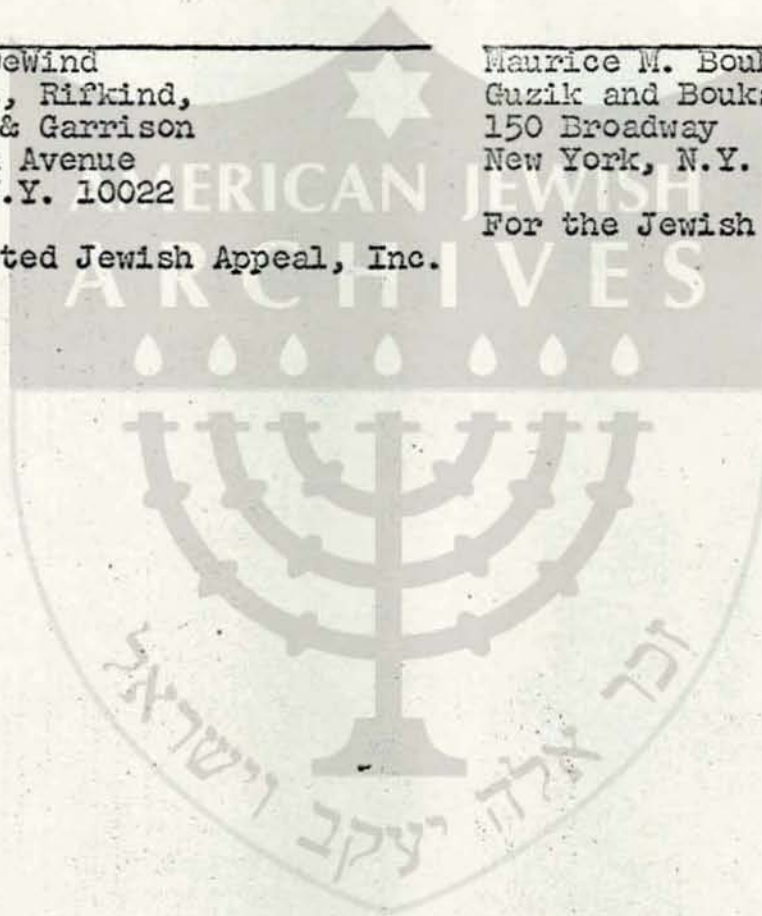 eWind
, Rifkind,
& Garrison
Avenue
.Y. 10022
ted Jewish Appeal, Inc.
Maurice M. Bouk
Guzik and Bouks
150 Broadway
New York, N.Y.
For the Jewish
AMERICAN JEWISH
ARCHIVES
זכר אלה יעקב וישראל